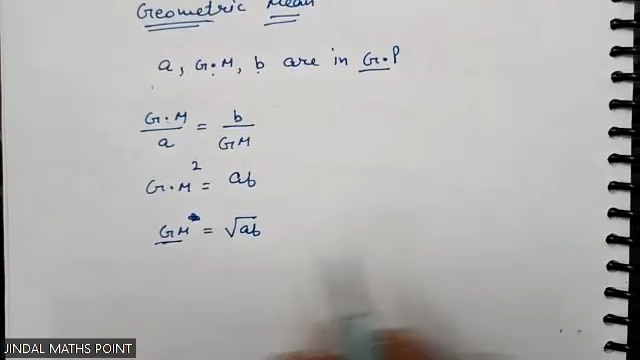 Geometric Mean
a, G.M, b are in G.P
G.M/a = b/GM
G.M² = ab
GM = √ab
JINDAL MATHS POINT